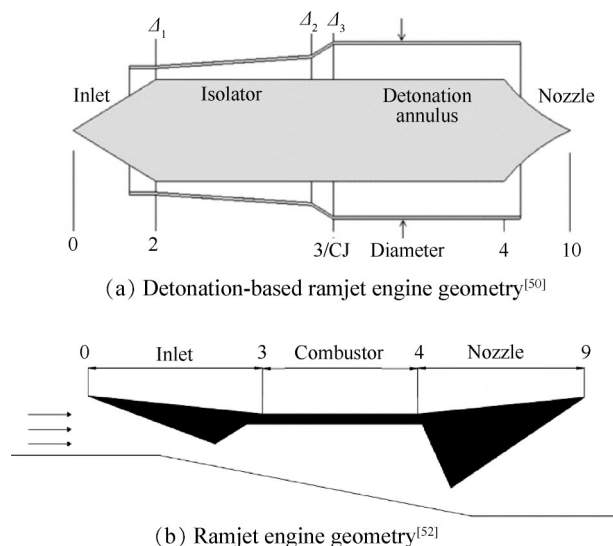 Δ₁ Δ₂ Δ₃
Inlet Isolator Detonation annulus Nozzle
0 2 3/CJ Diameter 4 10
(a) Detonation-based ramjet engine geometry[50]
0 Inlet 3 Combustor 4 Nozzle 9
(b) Ramjet engine geometry[52]